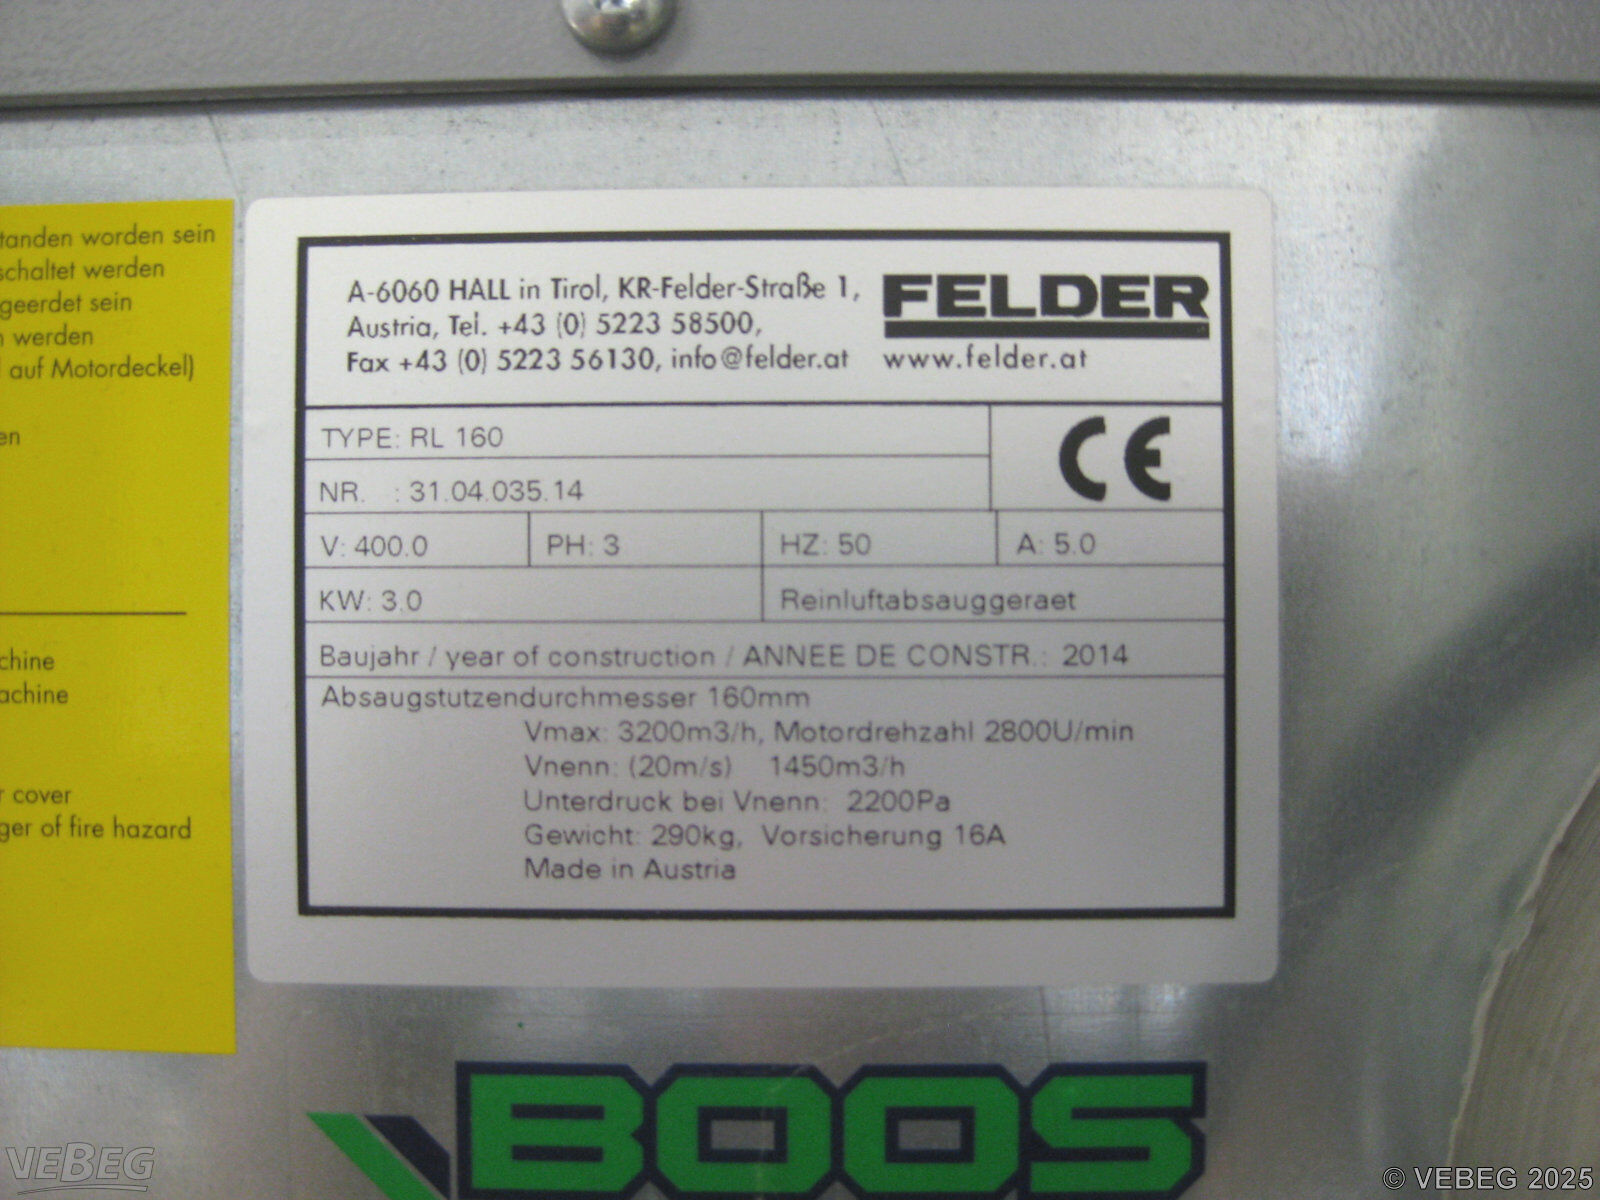 tanden worden sein
schaltet werden
geerdet sein
werden
auf Motordeckel)
en
chine
achine
r cover
ger of fire hazard
A-6060 HALL in Tirol, KR-Felder-Straße 1,
Austria, Tel. +43 (0) 5223 58500,
Fax +43 (0) 5223 56130, info@felder.at
FELDER
www.felder.at
TYPE: RL 160
NR. : 31.04.035.14
CE
V: 400.0 PH: 3 HZ: 50 A: 5.0
KW: 3.0 Reinluftabsauggeraet
Baujahr / year of construction / ANNEE DE CONSTR.: 2014
Absaugstutzendurchmesser 160mm
Vmax: 3200m3/h, Motordrehzahl 2800U/min
Vnenn: (20m/s) 1450m3/h
Unterdruck bei Vnenn: 2200Pa
Gewicht: 290kg, Vorsicherung 16A
Made in Austria
BOOS
VEBEG
© VEBEG 2025